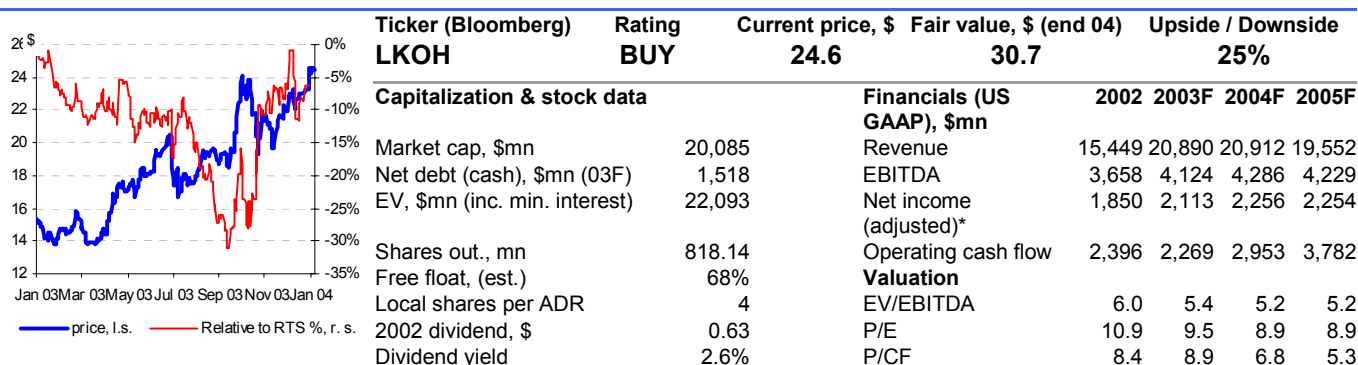 26 $
24
22
20
18
16
14
12
0%
-5%
-10%
-15%
-20%
-25%
-30%
-35%
Jan 03 Mar 03 May 03 Jul 03 Sep 03 Nov 03 Jan 04
price, l.s. Relative to RTS %, r. s.
Ticker (Bloomberg) Rating Current price, $ Fair value, $ (end 04) Upside / Downside
LKOH BUY 24.6 30.7 25%
Capitalization & stock data
Market cap, $mn 20,085
Net debt (cash), $mn (03F) 1,518
EV, $mn (inc. min. interest) 22,093
Shares out., mn 818.14
Free float, (est.) 68%
Local shares per ADR 4
2002 dividend, $ 0.63
Dividend yield 2.6%
Financials (US 2002 2003F 2004F 2005F
GAAP), $mn
Revenue 15,449 20,890 20,912 19,552
EBITDA 3,658 4,124 4,286 4,229
Net income 1,850 2,113 2,256 2,254
(adjusted)*
Operating cash flow 2,396 2,269 2,953 3,782
Valuation
EV/EBITDA 6.0 5.4 5.2 5.2
P/E 10.9 9.5 8.9 8.9
P/CF 8.4 8.9 6.8 5.3